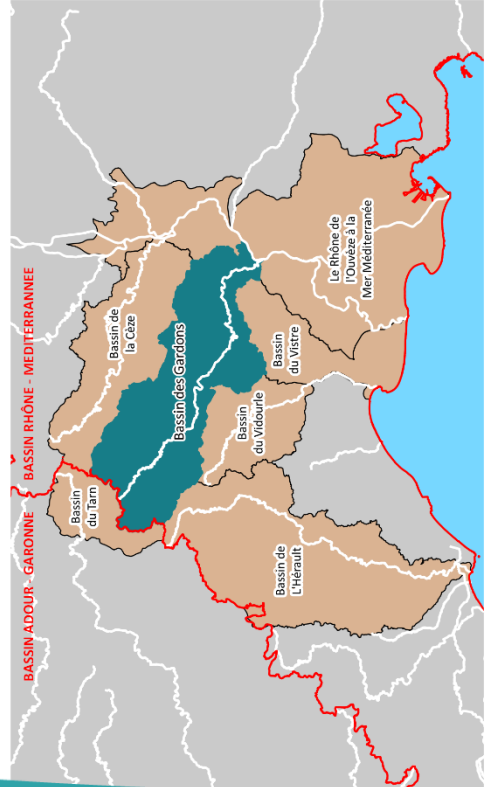 BASSIN ADOUR - GARONNE
BASSIN RHÔNE - MEDITERRANNEE
Bassin
du Tarn
Bassin de
la Cèze
Bassin des Gardons
Bassin
du Vidourle
Bassin
du Vistre
Le Rhône de
l'Ouvèze à la
Mer Méditerranée
Bassin de
L'Hérault